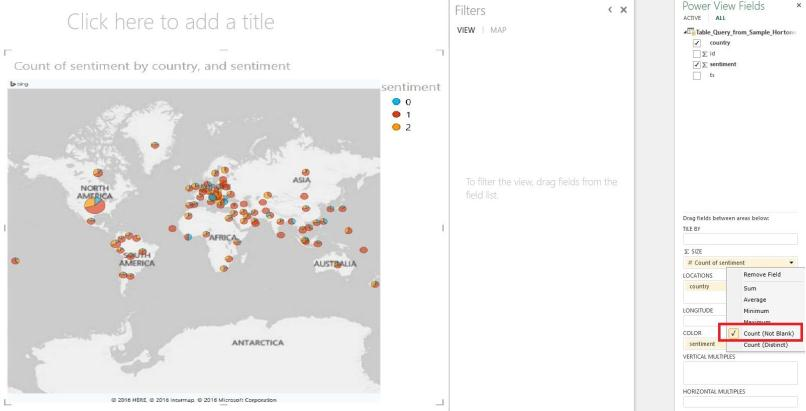 Click here to add a title
Count of sentiment by country, and sentiment
bing
sentiment
0
1
2
NORTH
AMERICA
ASIA
AFRICA
SOUTH
AMERICA
AUSTRALIA
ANTARCTICA
© 2016 HERE, © 2016 Intermap, © 2016 Microsoft Corporation
Filters
VIEW | MAP
To filter the view, drag fields from the
field list.
Power View Fields
ACTIVE | ALL
Table_Query_from_Sample_Horton
country
Σ id
Σ sentiment
ts
Drag fields between areas below:
TILE BY
Σ SIZE
# Count of sentiment
LOCATIONS
country
LONGITUDE
COLOR
sentiment
VERTICAL MULTIPLES
HORIZONTAL MULTIPLES
Remove Field
Sum
Average
Minimum
Maximum
Count (Not Blank)
Count (Distinct)